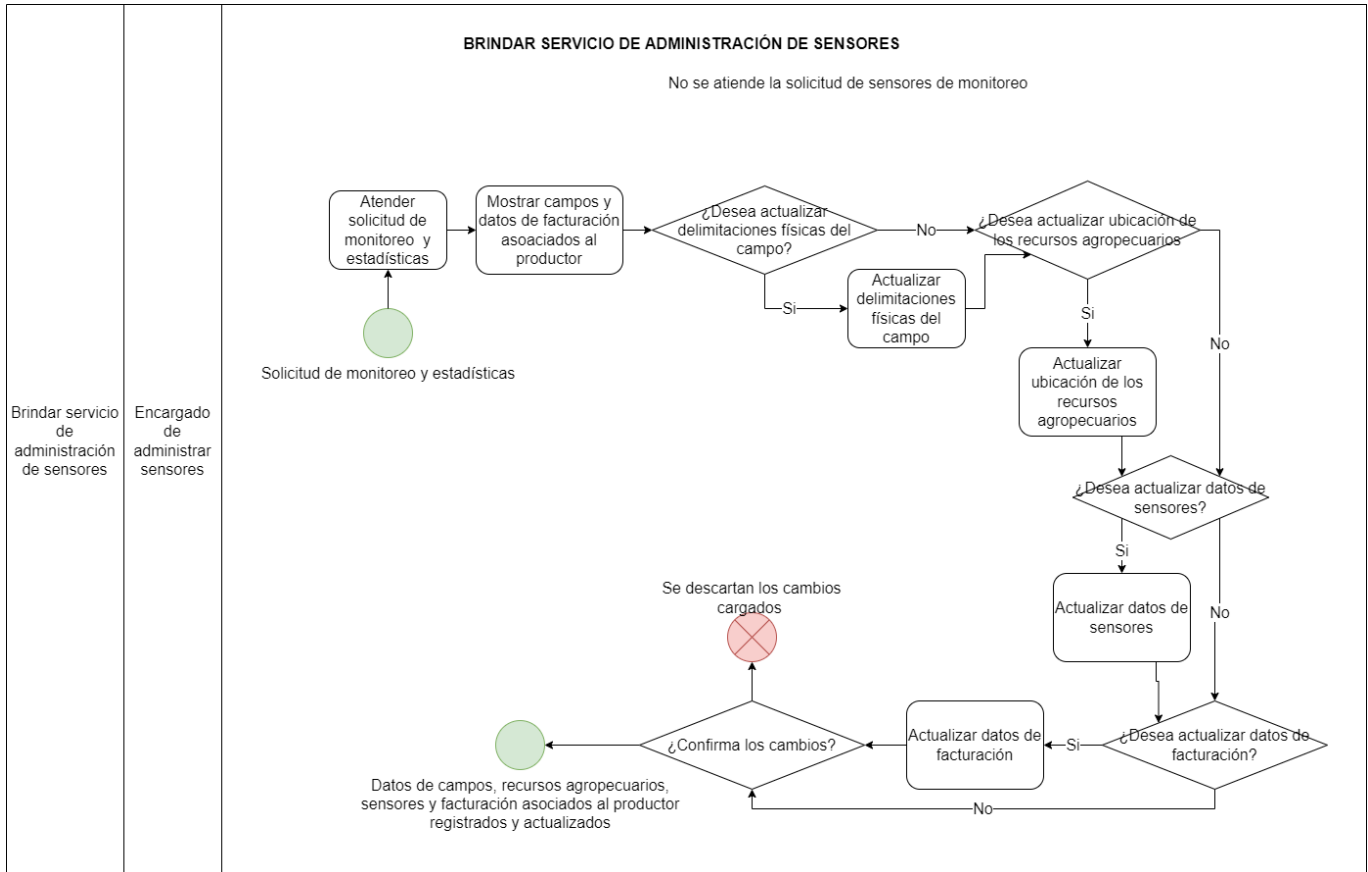 BRINDAR SERVICIO DE ADMINISTRACIÓN DE SENSORES
No se atiende la solicitud de sensores de monitoreo
Atender
solicitud de
monitoreo y
estadísticas
Mostrar campos y
datos de facturación
asoaciados al
productor
¿Desea actualizar
delimitaciones físicas del
campo?
No
¿Desea actualizar ubicación de
los recursos agropecuarios
Si
Actualizar
delimitaciones
físicas del
campo
Si
No
Solicitud de monitoreo y estadísticas
Actualizar
ubicación de los
recursos
agropecuarios
Brindar servicio
de
administración
de sensores
Encargado
de
administrar
sensores
¿Desea actualizar datos de
sensores?
Si
No
Se descartan los cambios
cargados
Actualizar datos de
sensores
¿Confirma los cambios?
Actualizar datos de
facturación
Si
¿Desea actualizar datos de
facturación?
No
Datos de campos, recursos agropecuarios,
sensores y facturación asociados al productor
registrados y actualizados